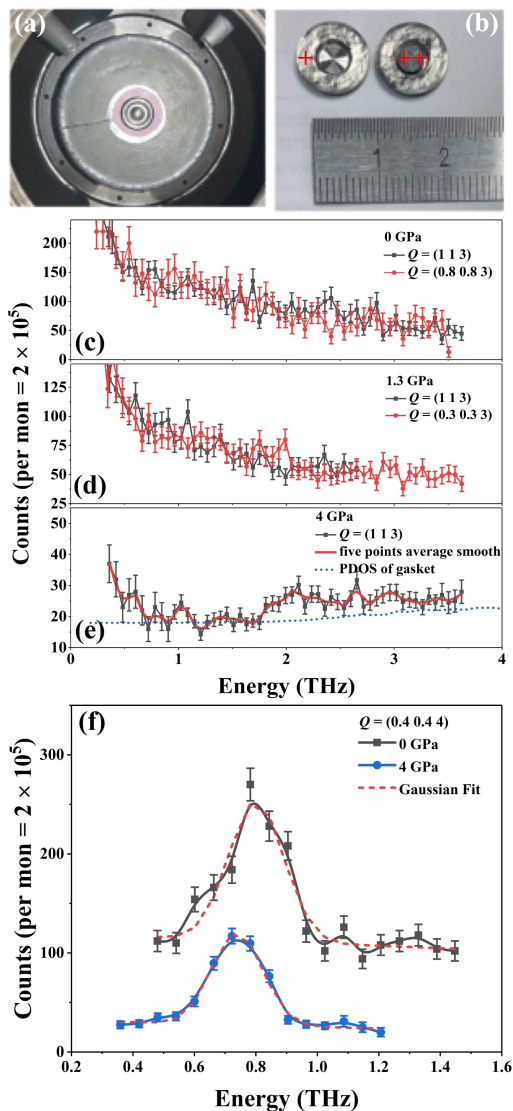 (a)
(b)
1 2
200
150
100
50
0
0 GPa
Q = (1 1 3)
Q = (0.8 0.8 3)
(c)
125
100
75
50
25
1.3 GPa
Q = (1 1 3)
Q = (0.3 0.3 3)
(d)
50
40
30
20
10
4 GPa
Q = (1 1 3)
five points average smooth
PDOS of gasket
(e)
Counts (per mon = 2 × 10⁵)
0 1 2 3 4
Energy (THz)
(f)
Q = (0.4 0.4 4)
0 GPa
4 GPa
Gaussian Fit
300
200
100
0
Counts (per mon = 2 × 10⁵)
0.2 0.4 0.6 0.8 1.0 1.2 1.4 1.6
Energy (THz)